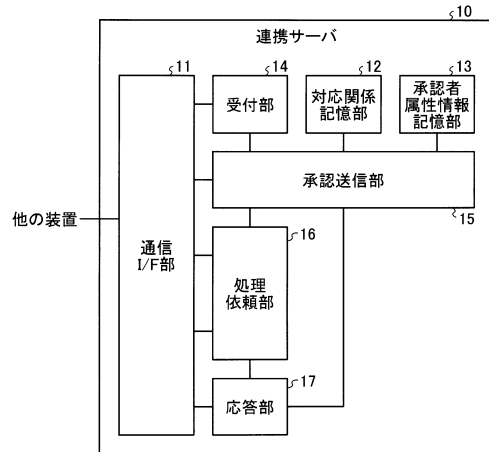 10
連携サーバ
11
14
12
13
受付部
対応関係
記憶部
承認者
属性情報
記憶部
承認送信部
15
他の装置
通信
I/F部
16
処理
依頼部
17
応答部